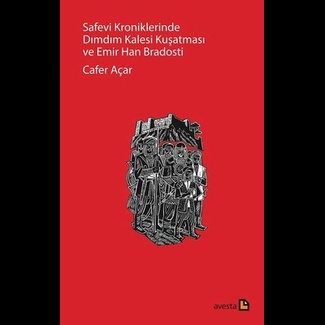 Safevi Kroniklerinde
Dımdım Kalesi Kuşatması
ve Emir Han Bradosti
Cafer Açar
avesta